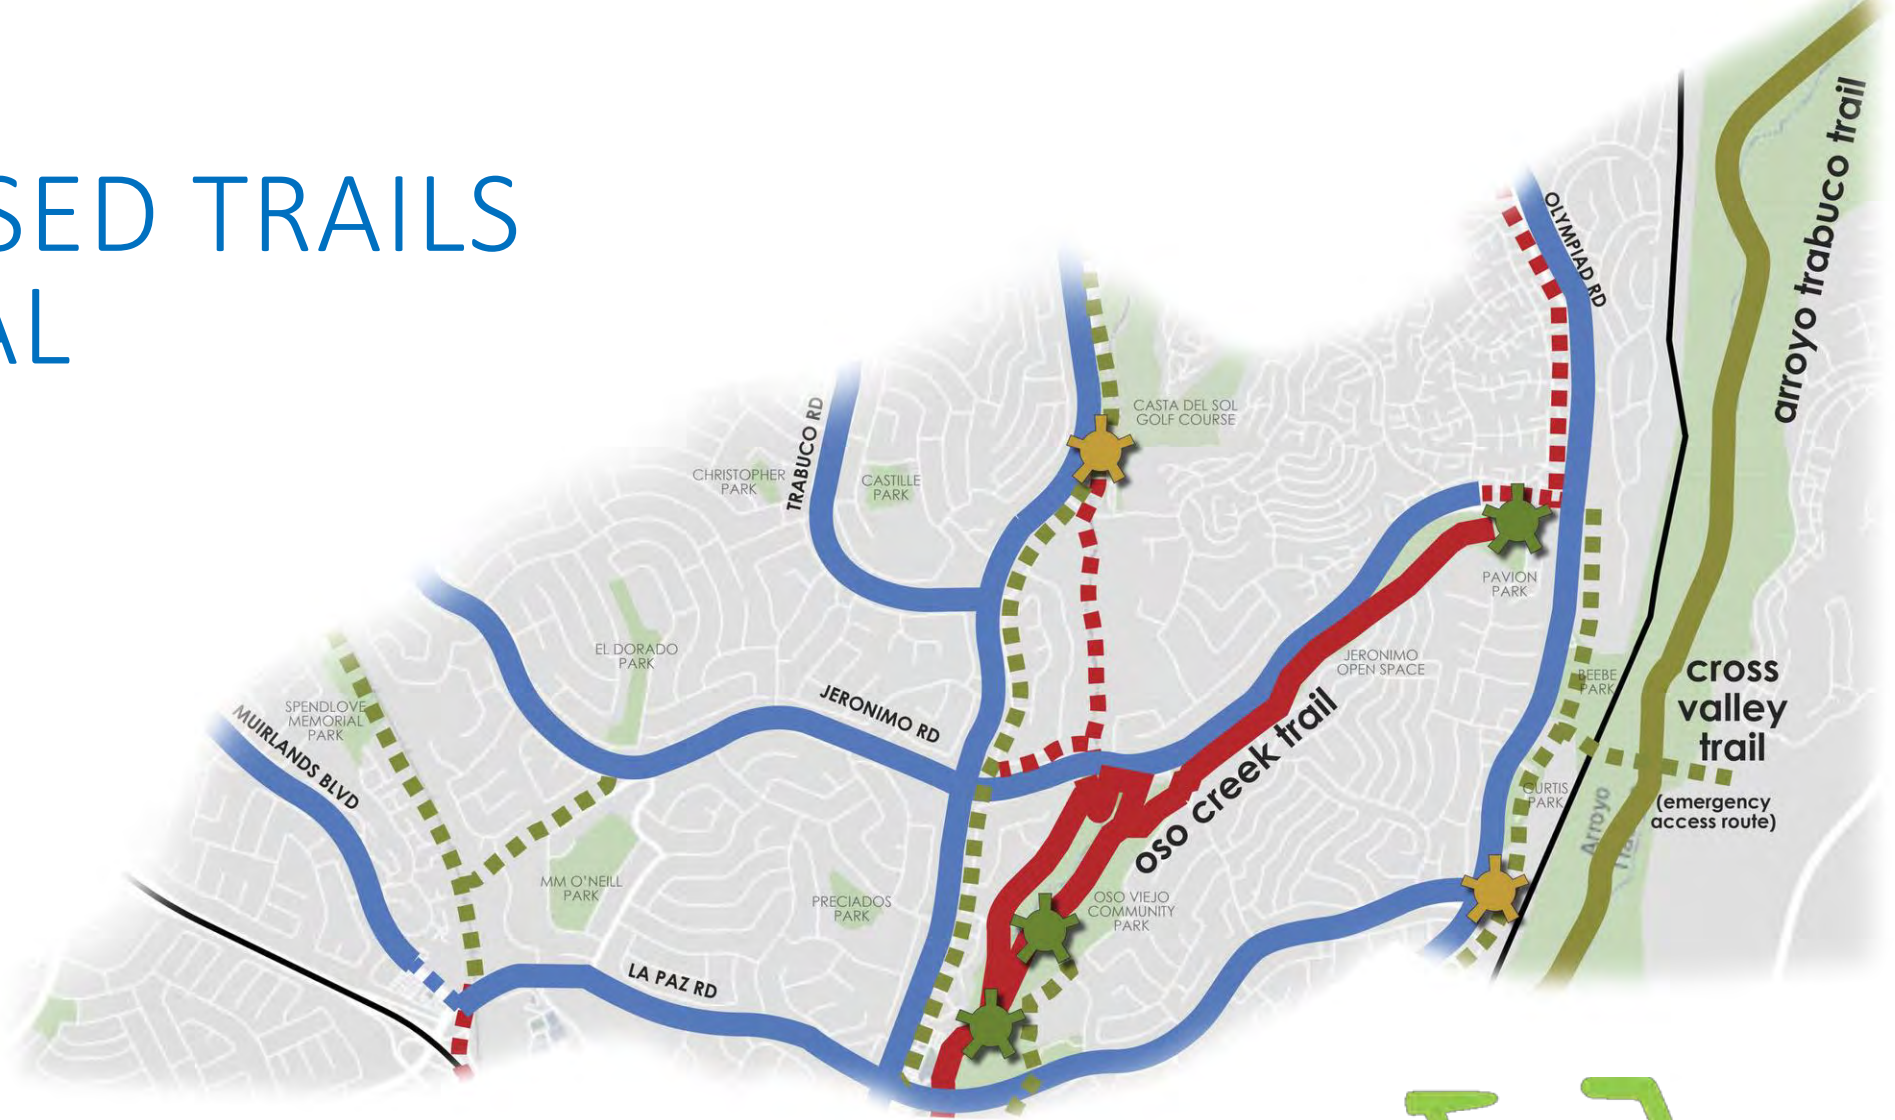 SED TRAILS
AL
arroyo trabuco trail
OLYMPIAD RD
CASTA DEL SOL
GOLF COURSE
TRABUCO RD
CHRISTOPHER
PARK
CASTILLE
PARK
PAVION
PARK
EL DORADO
PARK
JERONIMO
OPEN SPACE
BEEBE
PARK
cross
valley
trail
(emergency
access route)
SPENDLOVE
MEMORIAL
PARK
MUIRLANDS BLVD
JERONIMO RD
oso creek trail
CURTIS
PARK
Arroyo
MM O'NEILL
PARK
PRECIADOS
PARK
OSO VIEJO
COMMUNITY
PARK
LA PAZ RD